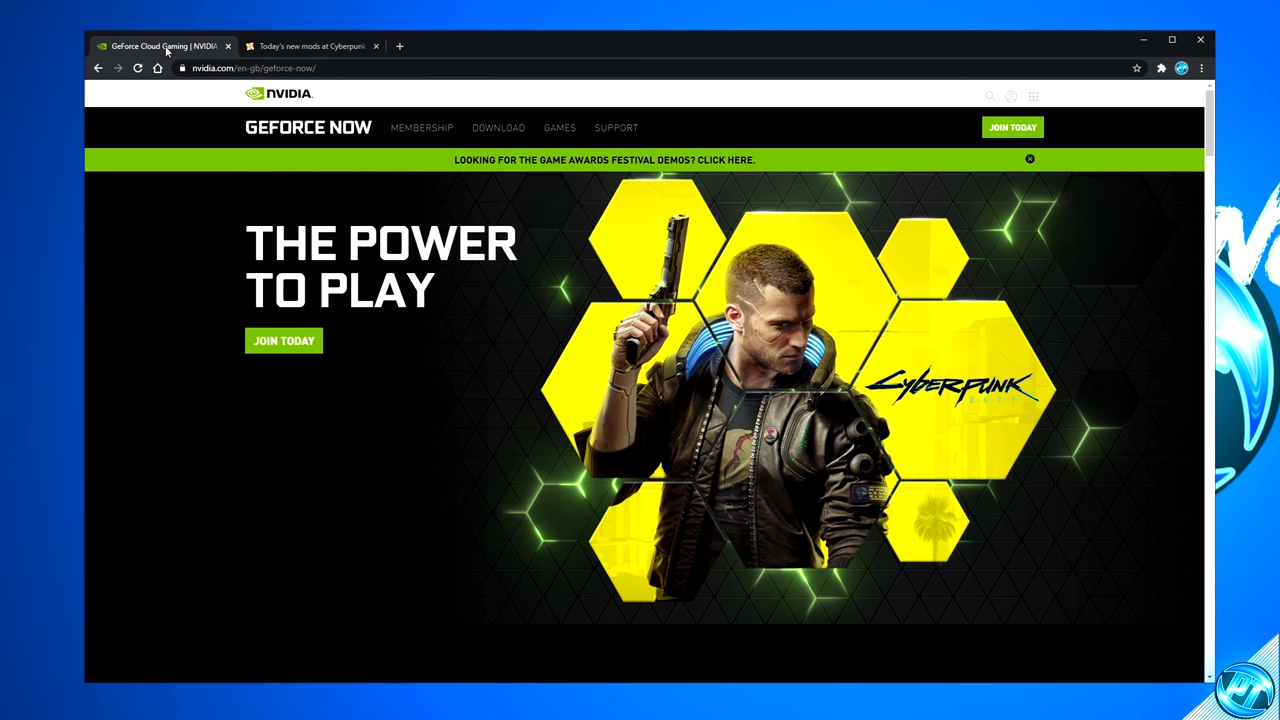 GeForce Cloud Gaming | NVIDIA
Today's new mods at Cyberpunk
nvidia.com/en-gb/geforce-now/
NVIDIA.
GEFORCE NOW
MEMBERSHIP
DOWNLOAD
GAMES
SUPPORT
JOIN TODAY
LOOKING FOR THE GAME AWARDS FESTIVAL DEMOS? CLICK HERE.
THE POWER
TO PLAY
JOIN TODAY
Cyberpunk
2077